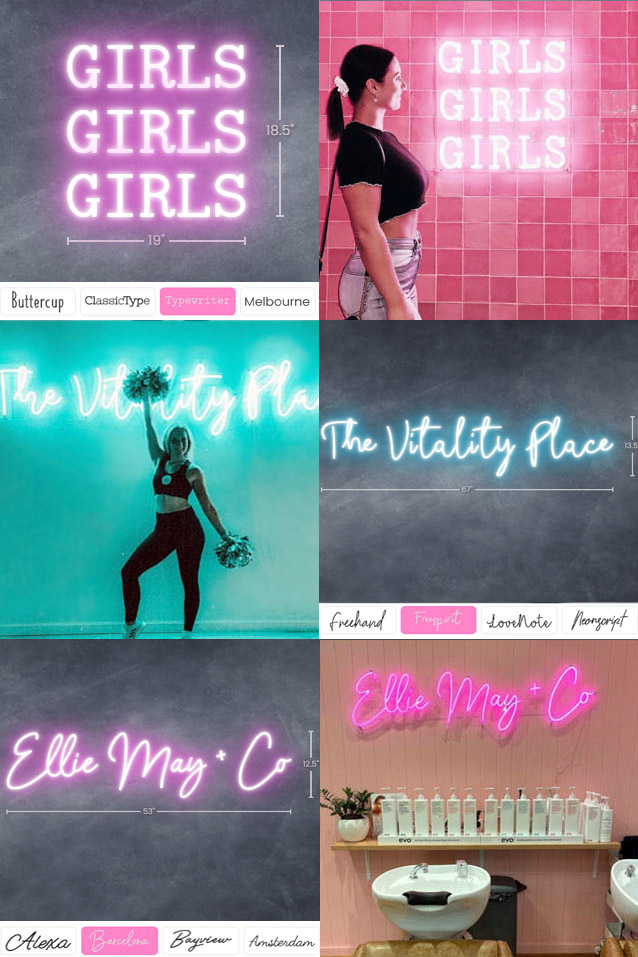 GIRLS
GIRLS
GIRLS
18.5"
19"
Buttercup
ClassicType
Typewriter
Melbourne
GIRLS
GIRLS
GIRLS
The Vitality Pla
The Vitality Place
13.5
67"
Freehand
Freespirit
LoveNote
Neonscript
Ellie May + Co
12.5"
53"
Alexa
Barcelona
Bayview
Amsterdam
Ellie May + Co
evo
evo